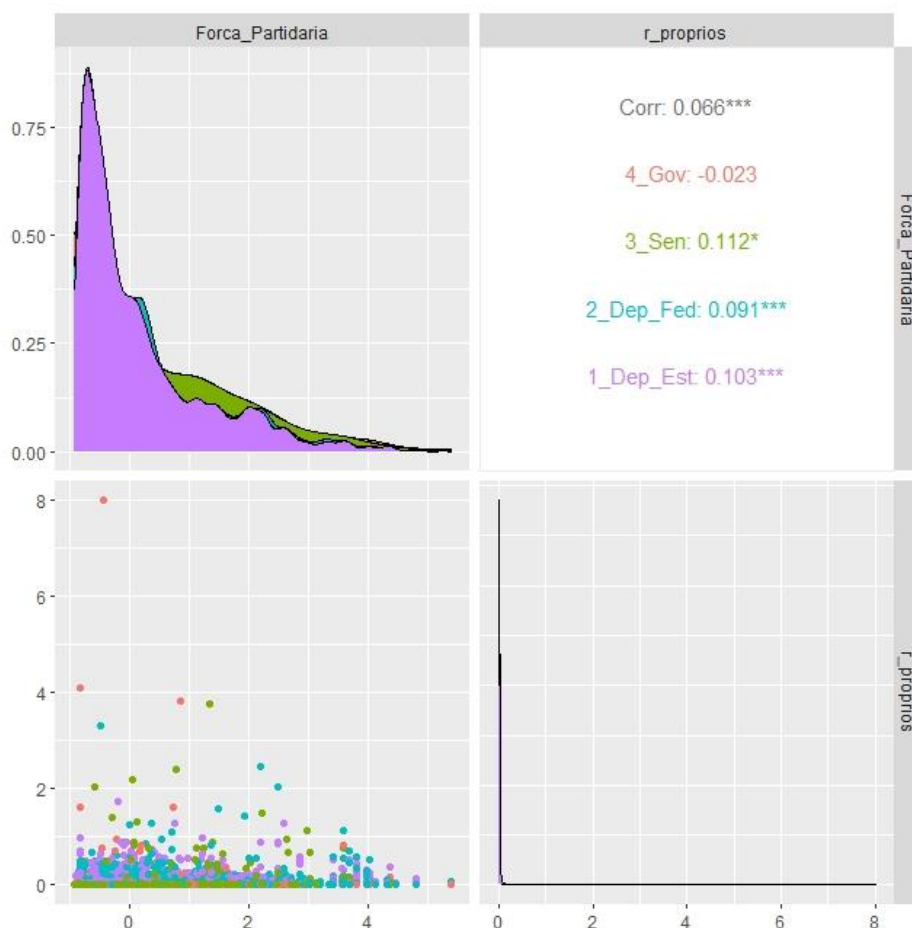 Forca_Partidaria
r_proprios
0.75
0.50
0.25
0.00
Corr: 0.066***
4_Gov: -0.023
3_Sen: 0.112*
2_Dep_Fed: 0.091***
1_Dep_Est: 0.103***
Forca_Partidaria
8
6
4
2
0
r_proprios
0 2 4
0 2 4 6 8